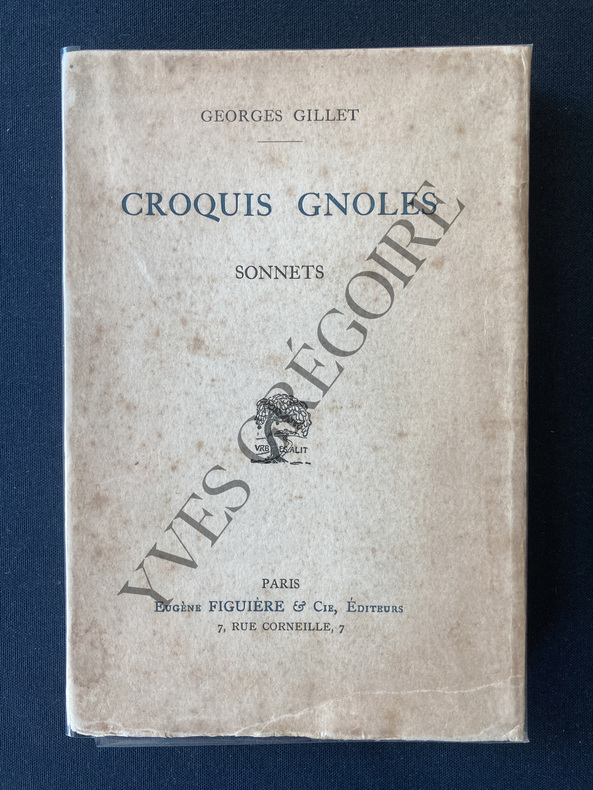 GEORGES GILLET
CROQUIS GNOLES
SONNETS
YVES GRÉGOIRE
PARIS
EUGÈNE FIGUIÈRE & CIE, ÉDITEURS
7, RUE CORNEILLE, 7